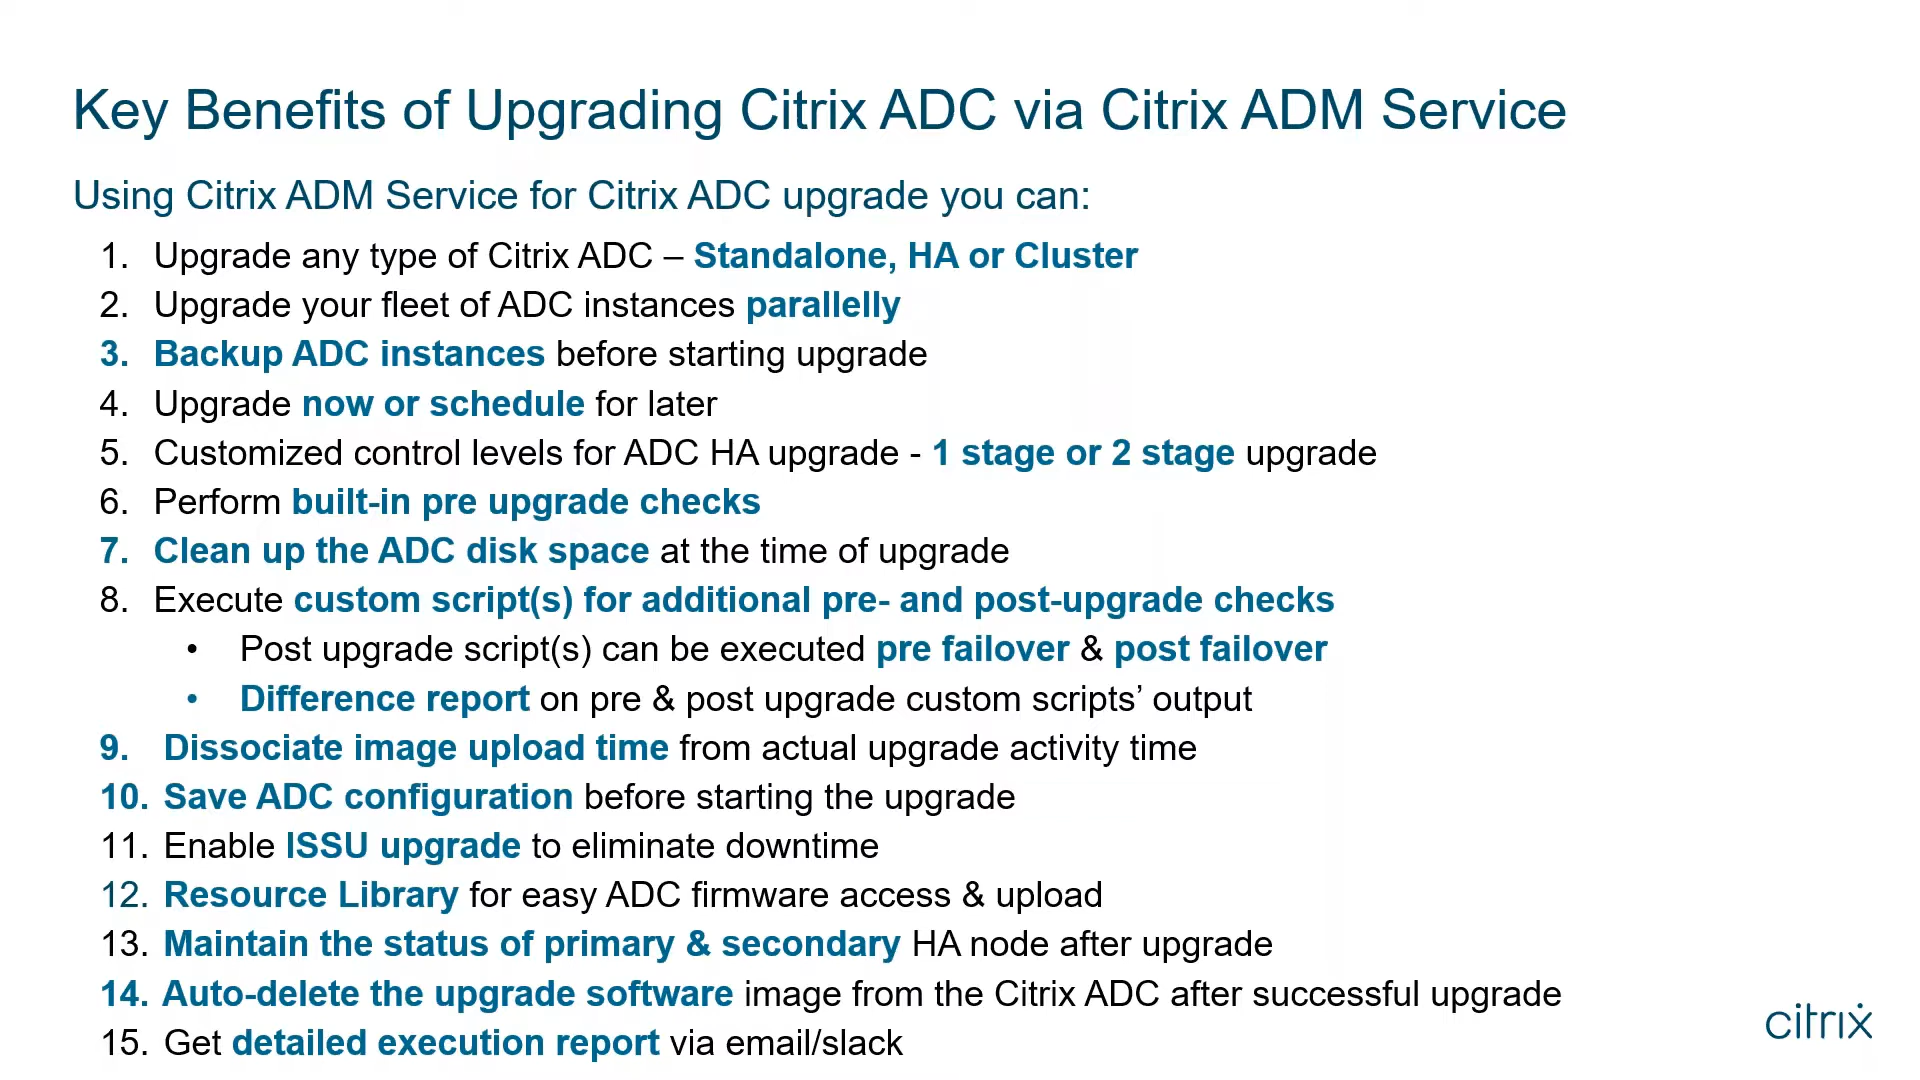 Key Benefits of Upgrading Citrix ADC via Citrix ADM Service
Using Citrix ADM Service for Citrix ADC upgrade you can:
1. Upgrade any type of Citrix ADC – Standalone, HA or Cluster
2. Upgrade your fleet of ADC instances parallelly
3. Backup ADC instances before starting upgrade
4. Upgrade now or schedule for later
5. Customized control levels for ADC HA upgrade - 1 stage or 2 stage upgrade
6. Perform built-in pre upgrade checks
7. Clean up the ADC disk space at the time of upgrade
8. Execute custom script(s) for additional pre- and post-upgrade checks
• Post upgrade script(s) can be executed pre failover & post failover
• Difference report on pre & post upgrade custom scripts’ output
9. Dissociate image upload time from actual upgrade activity time
10. Save ADC configuration before starting the upgrade
11. Enable ISSU upgrade to eliminate downtime
12. Resource Library for easy ADC firmware access & upload
13. Maintain the status of primary & secondary HA node after upgrade
14. Auto-delete the upgrade software image from the Citrix ADC after successful upgrade
15. Get detailed execution report via email/slack
citrix